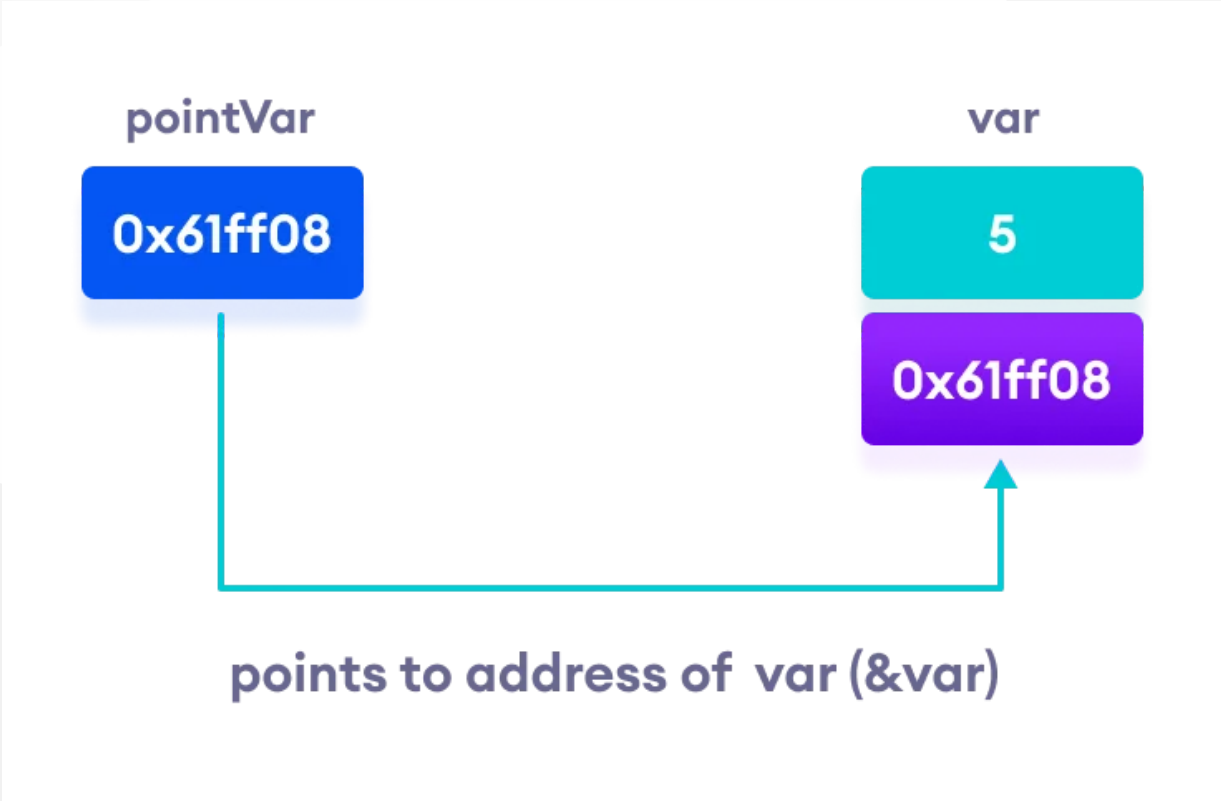 pointVar
var
0x61ff08
5
0x61ff08
points to address of var (&var)